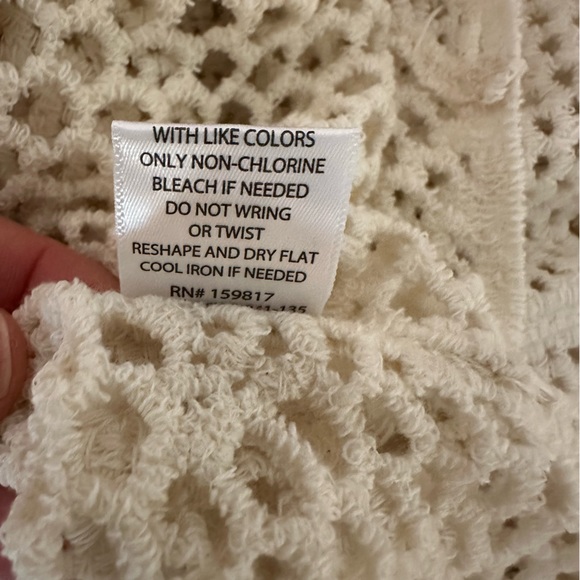 WITH LIKE COLORS
ONLY NON-CHLORINE
BLEACH IF NEEDED
DO NOT WRING
OR TWIST
RESHAPE AND DRY FLAT
COOL IRON IF NEEDED
RN# 159817